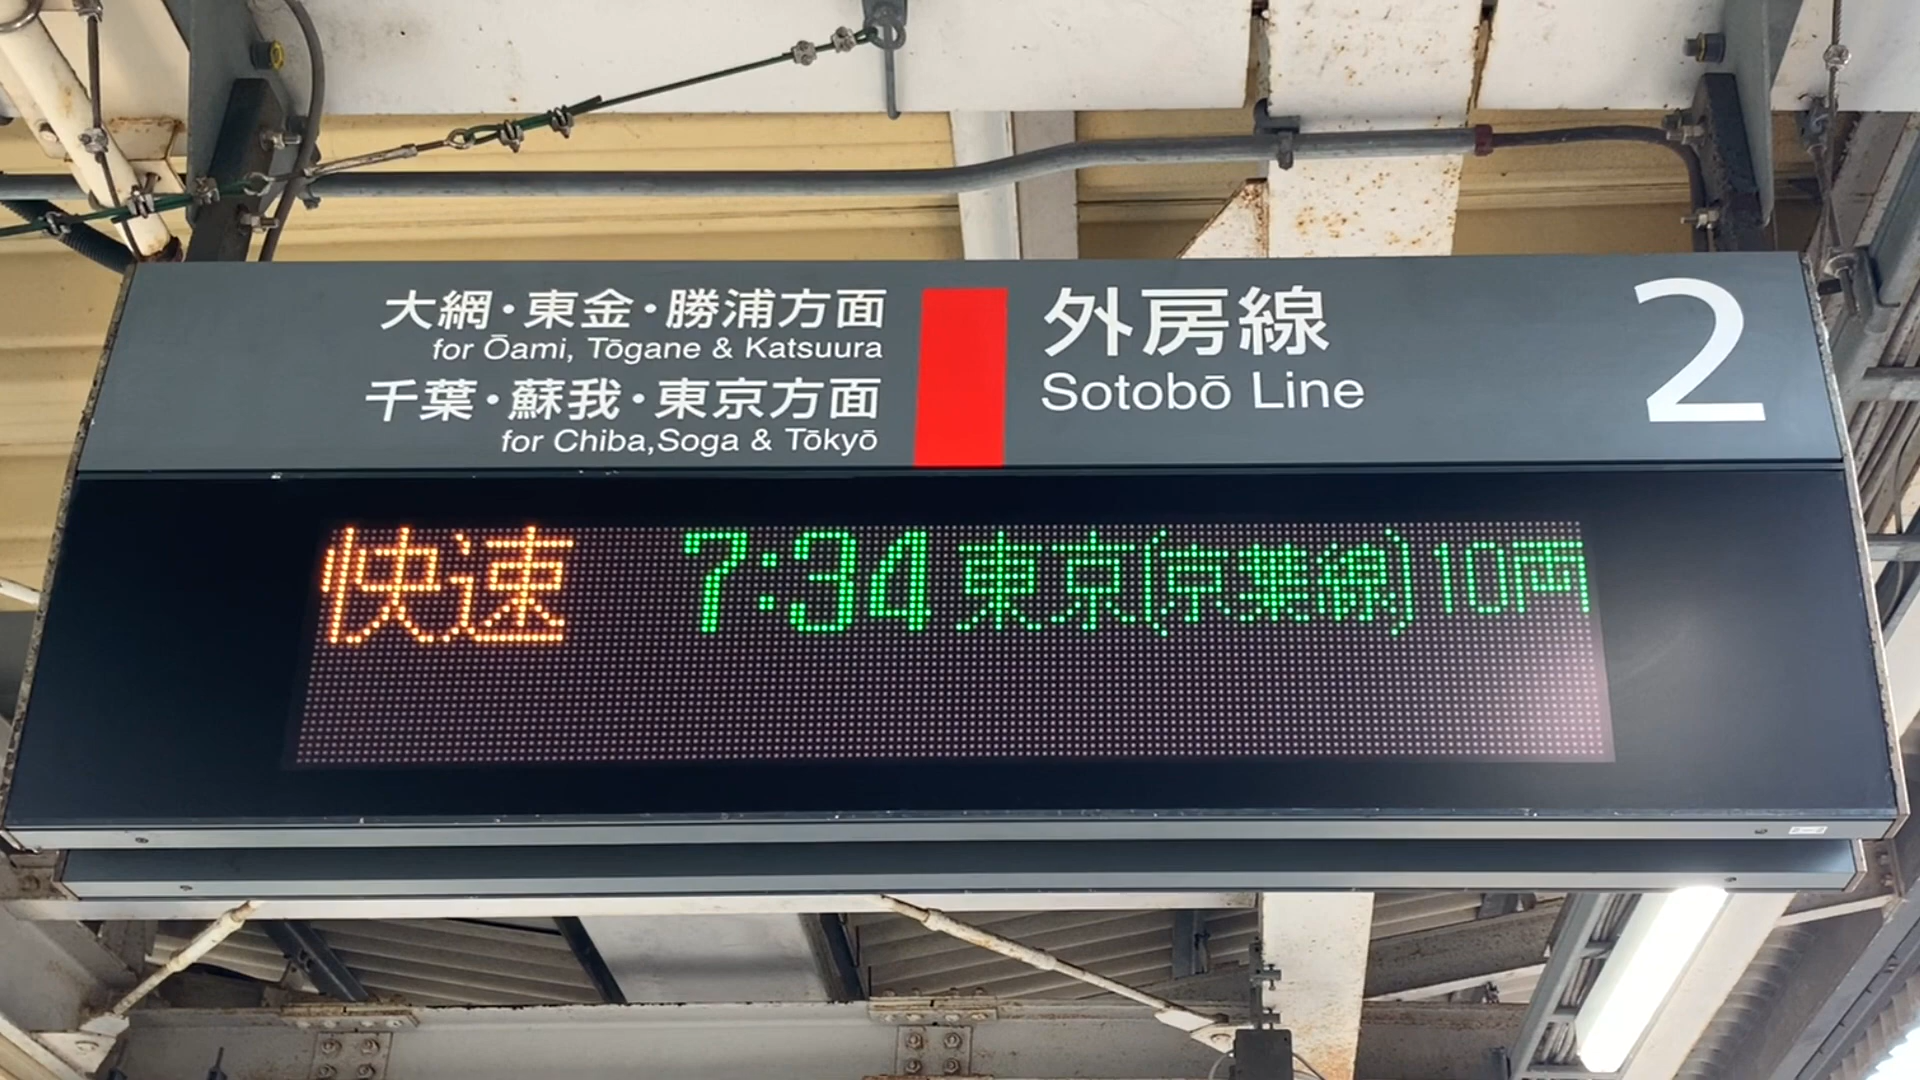 大網・東金・勝浦方面
for Ōami, Tōgane & Katsuura
千葉・蘇我・東京方面
for Chiba,Soga & Tōkyō
外房線
Sotobō Line
2
快速 7:34 東京(京葉線) 10両